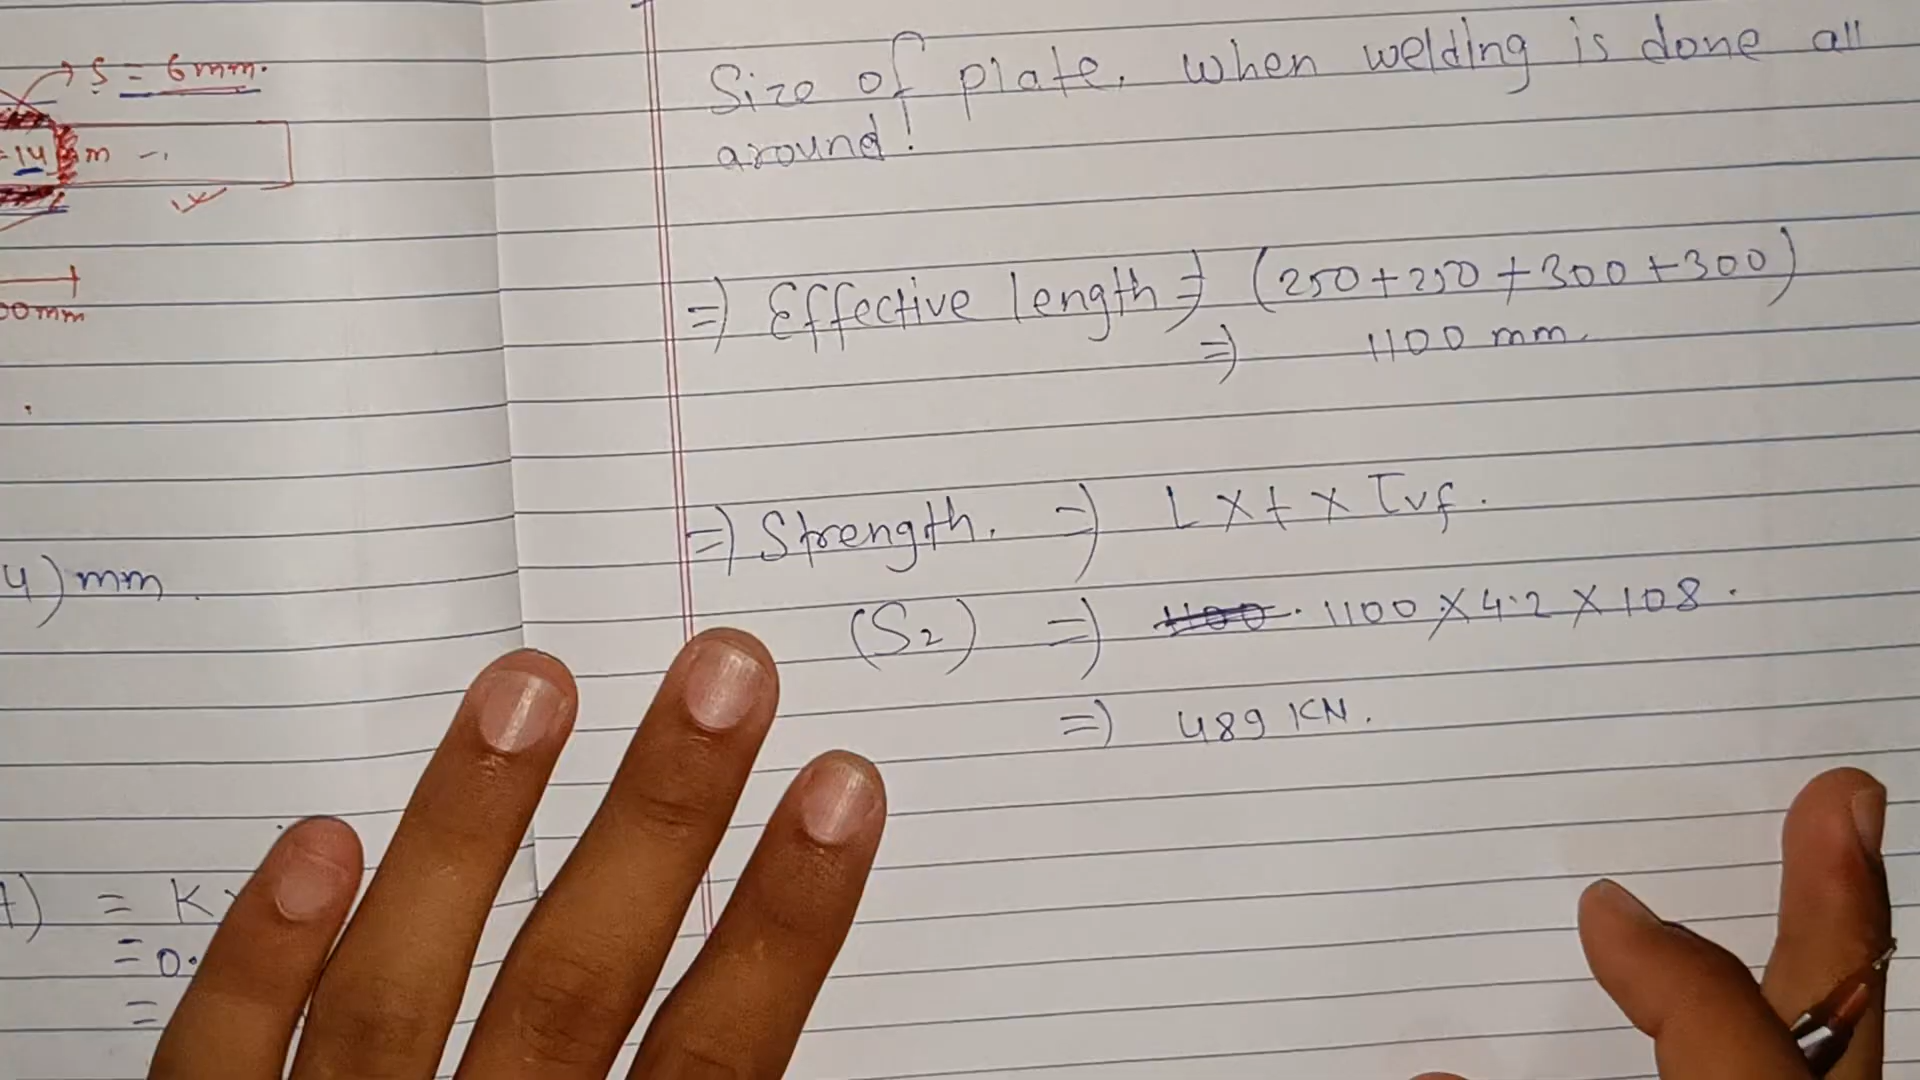 S = 6mm.
14 mm
00mm
4) mm.
= K
= 0.
=
Size of plate, when welding is done all
around!
=) Effective length => (250+250+300+300)
=) 1100 mm.
=) Strength. =) L x t x Tvf.
(S2) =) 1100 x 4.2 x 108.
=) 489 KN.